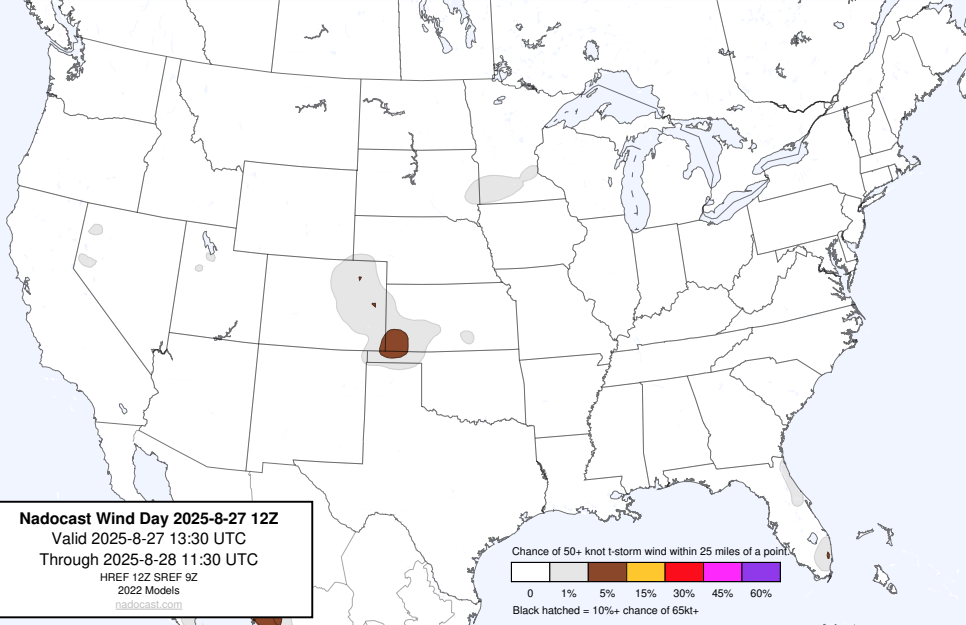 Nadocast Wind Day 2025-8-27 12Z
Valid 2025-8-27 13:30 UTC
Through 2025-8-28 11:30 UTC
HREF 12Z SREF 9Z
2022 Models
nadocast.com
Chance of 50+ knot t-storm wind within 25 miles of a point.
0 1% 5% 15% 30% 45% 60%
Black hatched = 10%+ chance of 65kt+